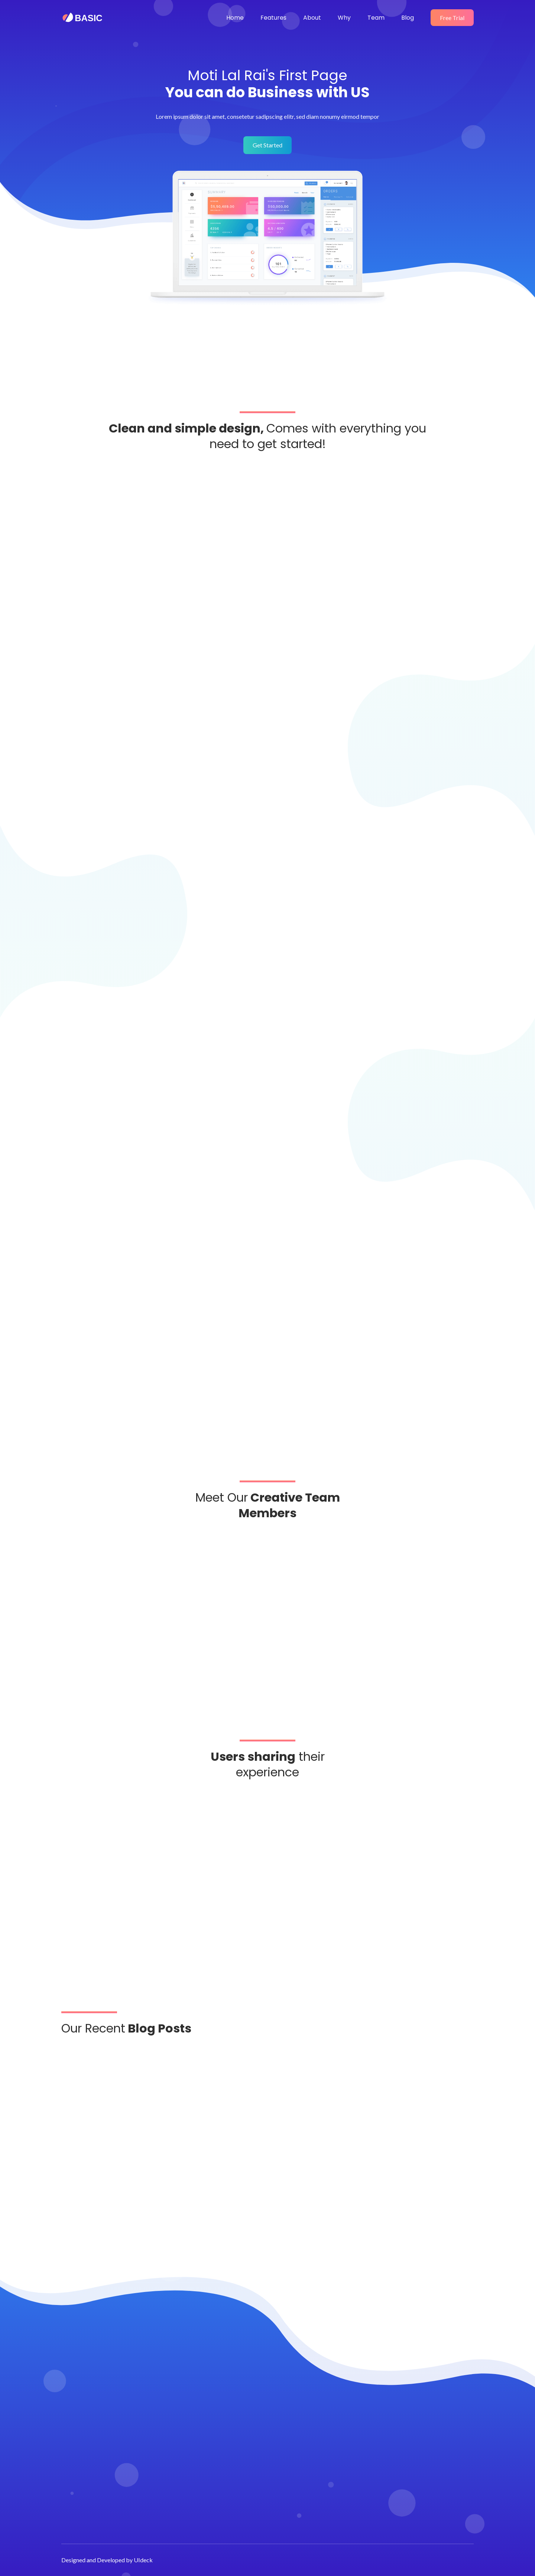 BASIC
Home
Features
About
Why
Team
Blog
Free Trial
Moti Lal Rai's First Page
You can do Business with US
Lorem ipsum dolor sit amet, consetetur sadipscing elitr, sed diam nonumy eirmod tempor
Get Started
Clean and simple design, Comes with everything you
need to get started!
Meet Our Creative Team
Members
Users sharing their
experience
Our Recent Blog Posts
Designed and Developed by UIdeck